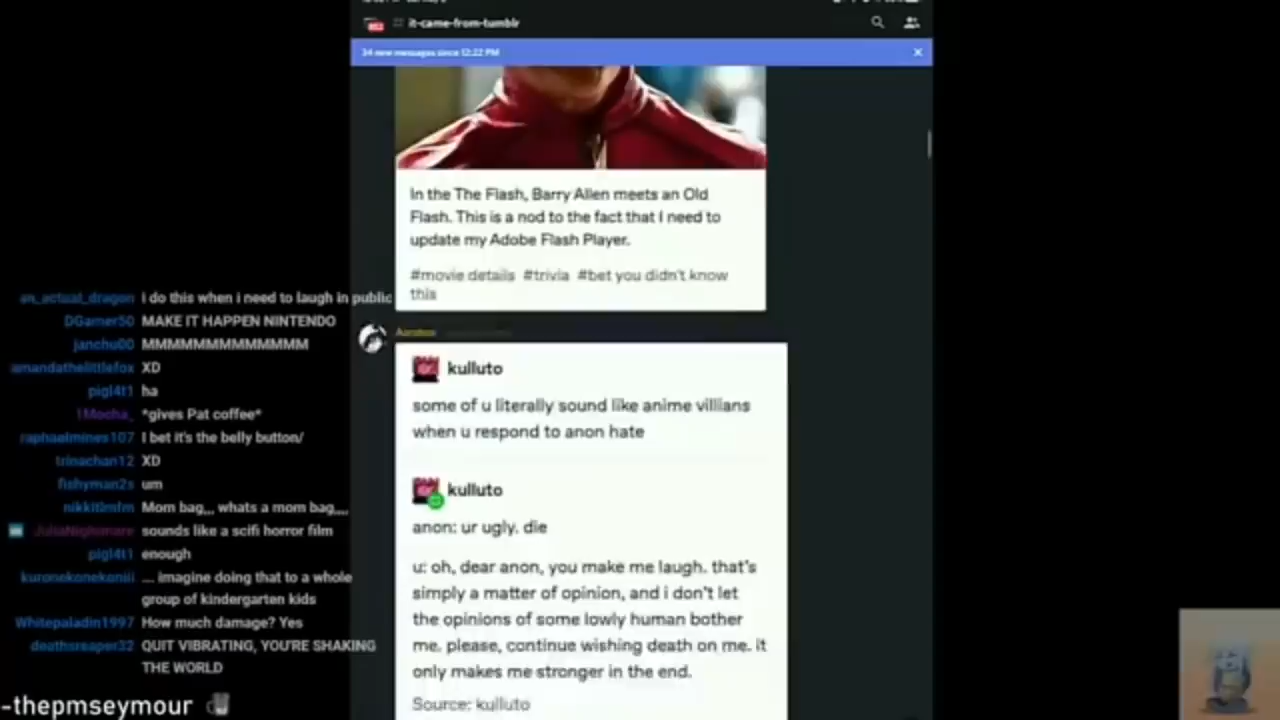 # it-came-from-tumblr
34 new messages since 12:22 PM
In the The Flash, Barry Allen meets an Old
Flash. This is a nod to the fact that I need to
update my Adobe Flash Player.
#movie details #trivia #bet you didn't know
this
kulluto
some of u literally sound like anime villians
when u respond to anon hate
kulluto
anon: ur ugly. die
u: oh, dear anon, you make me laugh. that's
simply a matter of opinion, and i don't let
the opinions of some lowly human bother
me. please, continue wishing death on me. it
only makes me stronger in the end.
Source: kulluto
an_actual_dragon i do this when i need to laugh in public
DGamer50 MAKE IT HAPPEN NINTENDO
janchu00 MMMMMMMMMMMMM
amandathelittlefox XD
pigl4t1 ha
1Mocha_ *gives Pat coffee*
raphaelmines107 I bet it's the belly button/
trinachan12 XD
fishyman2s um
Mom bag,,, whats a mom bag,,,,
JuliaNightmare sounds like a scifi horror film
pigl4t1 enough
kuronekonekoniii .... imagine doing that to a whole
group of kindergarten kids
Whitepaladin1997 How much damage? Yes
deathsreaper32 QUIT VIBRATING, YOU'RE SHAKING
THE WORLD
-thepmseymour